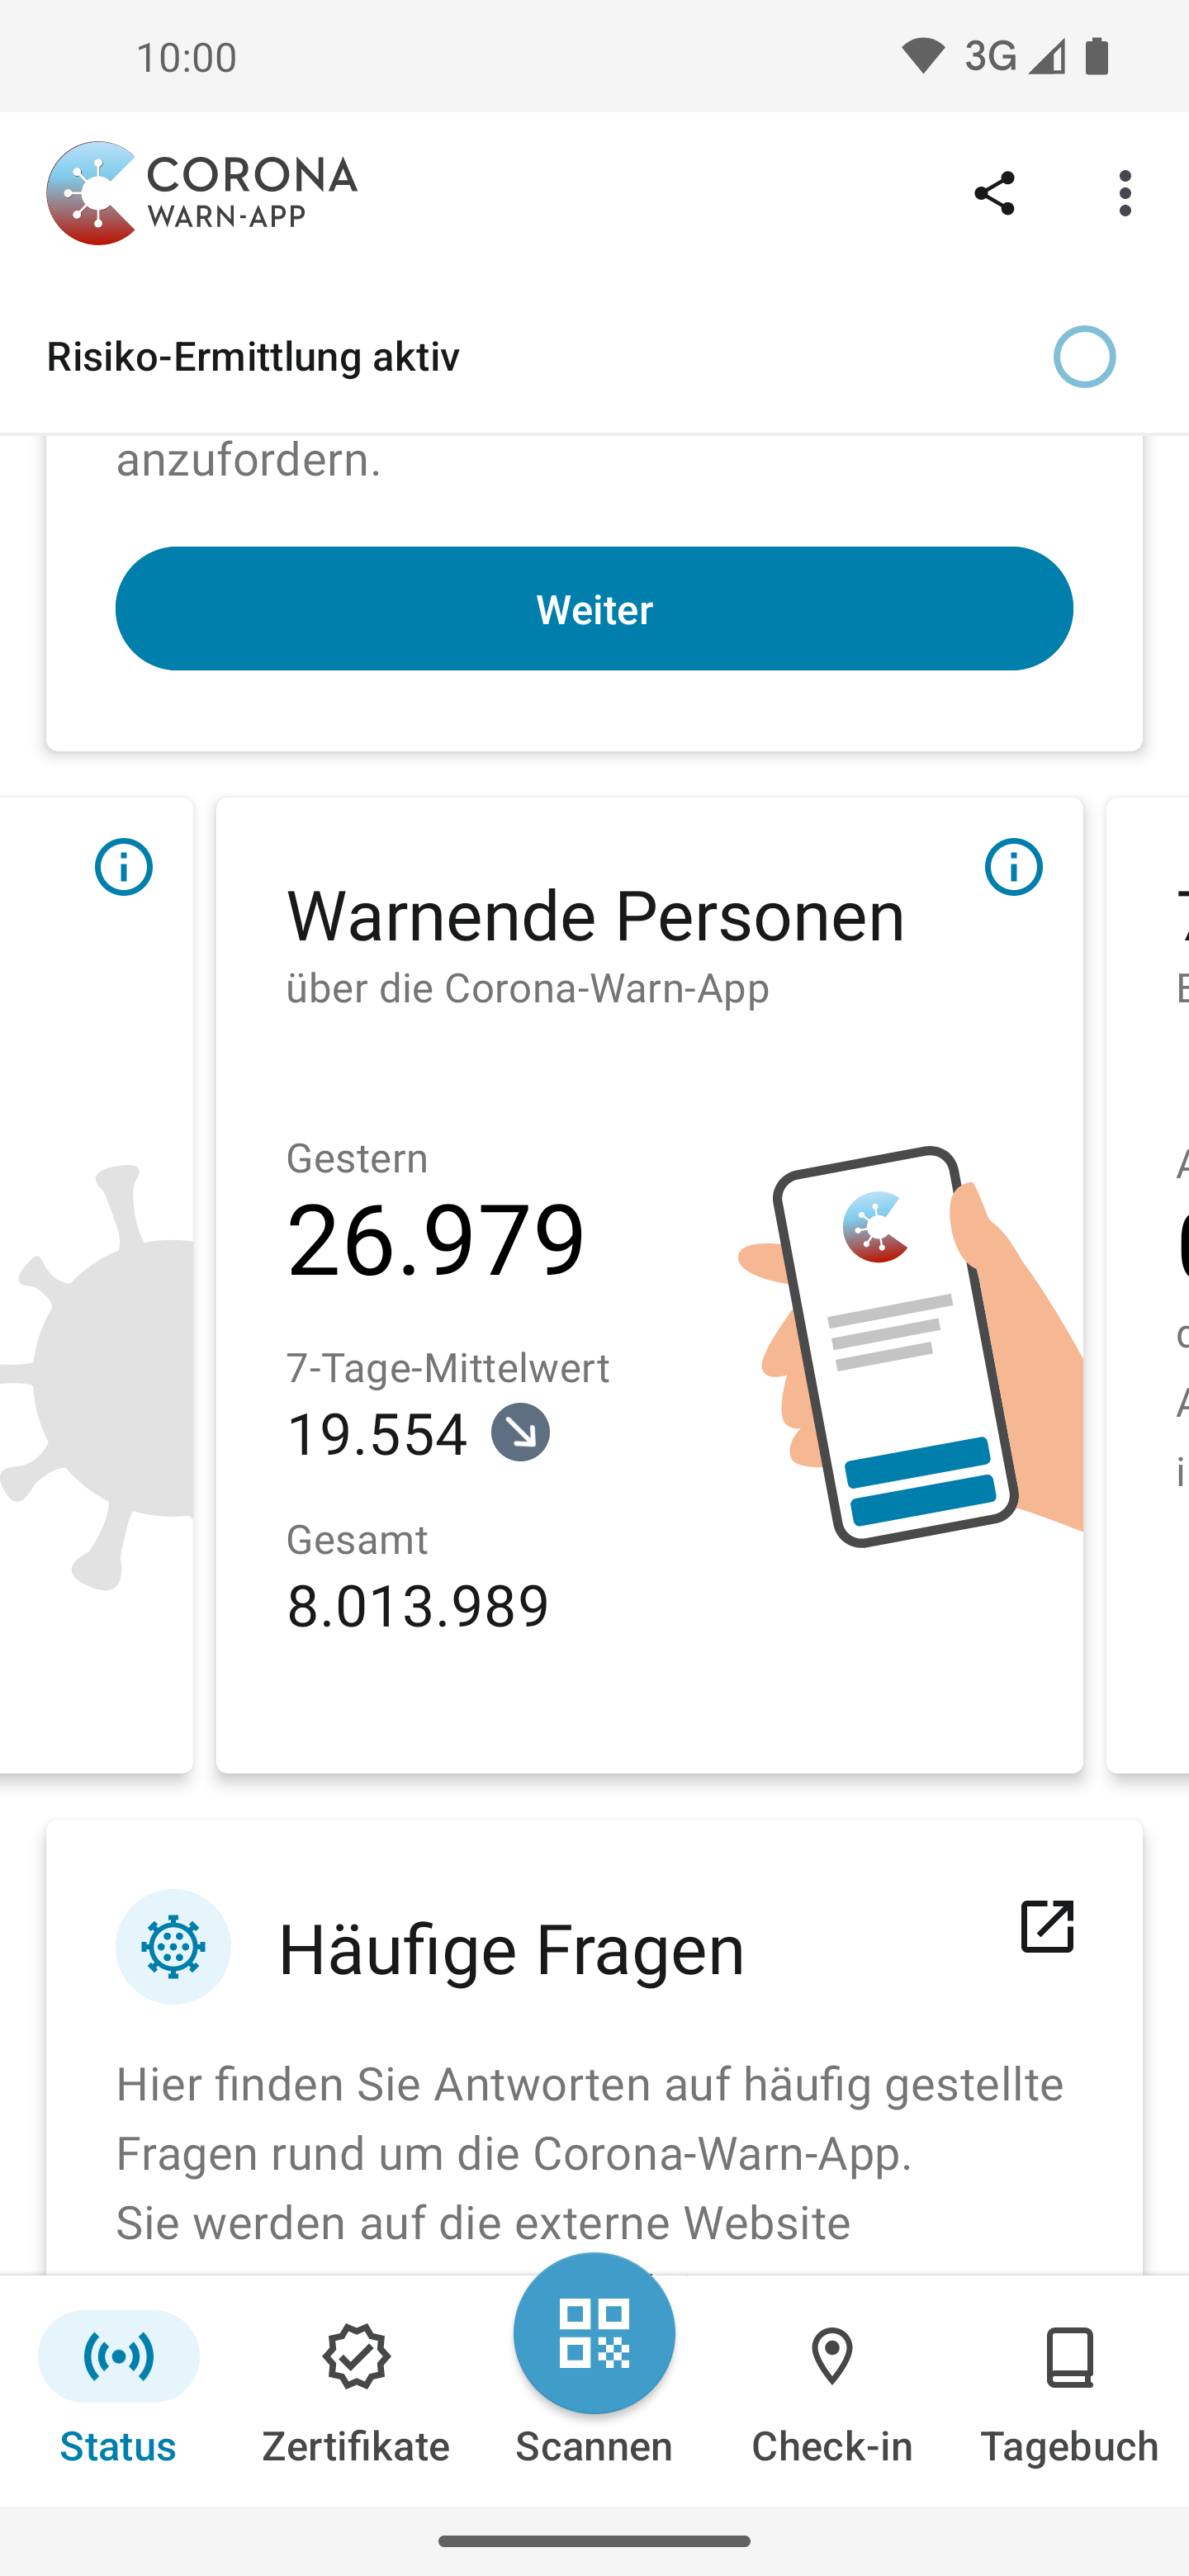 10:00
3G
CORONA
WARN-APP
Risiko-Ermittlung aktiv
anzufordern.
Weiter
Warnende Personen
über die Corona-Warn-App
Gestern
26.979
7-Tage-Mittelwert
19.554
Gesamt
8.013.989
Häufige Fragen
Hier finden Sie Antworten auf häufig gestellte
Fragen rund um die Corona-Warn-App.
Sie werden auf die externe Website
Status
Zertifikate
Scannen
Check-in
Tagebuch